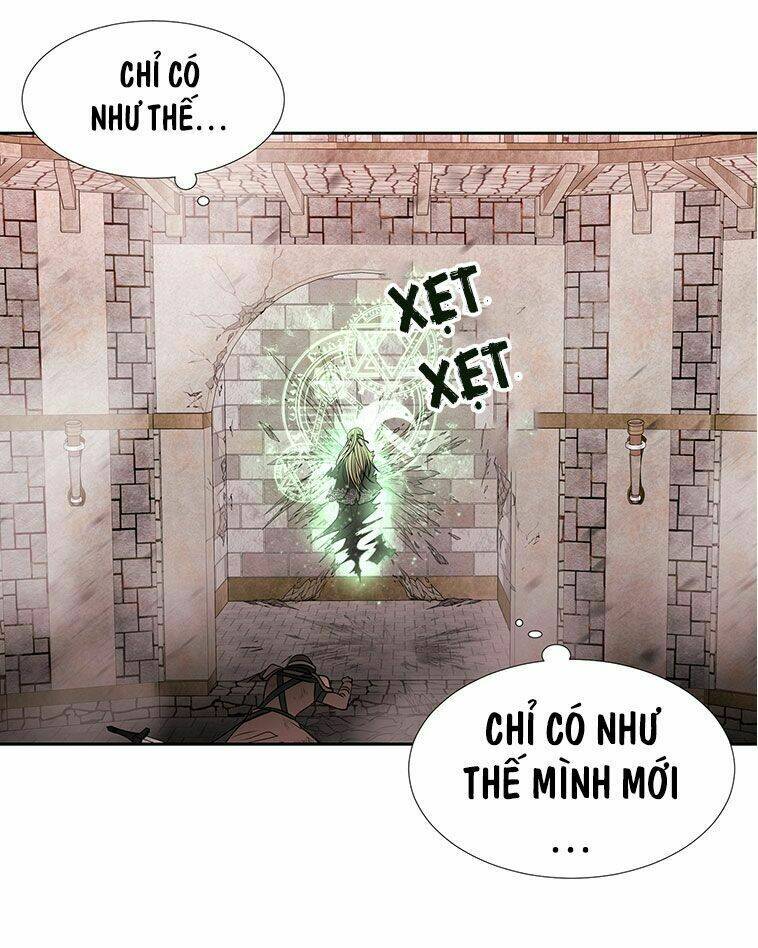 CHỈ CÓ
NHƯ THẾ...
XẸT
XẸT
CHỈ CÓ NHƯ
THẾ MÌNH MỚI
...